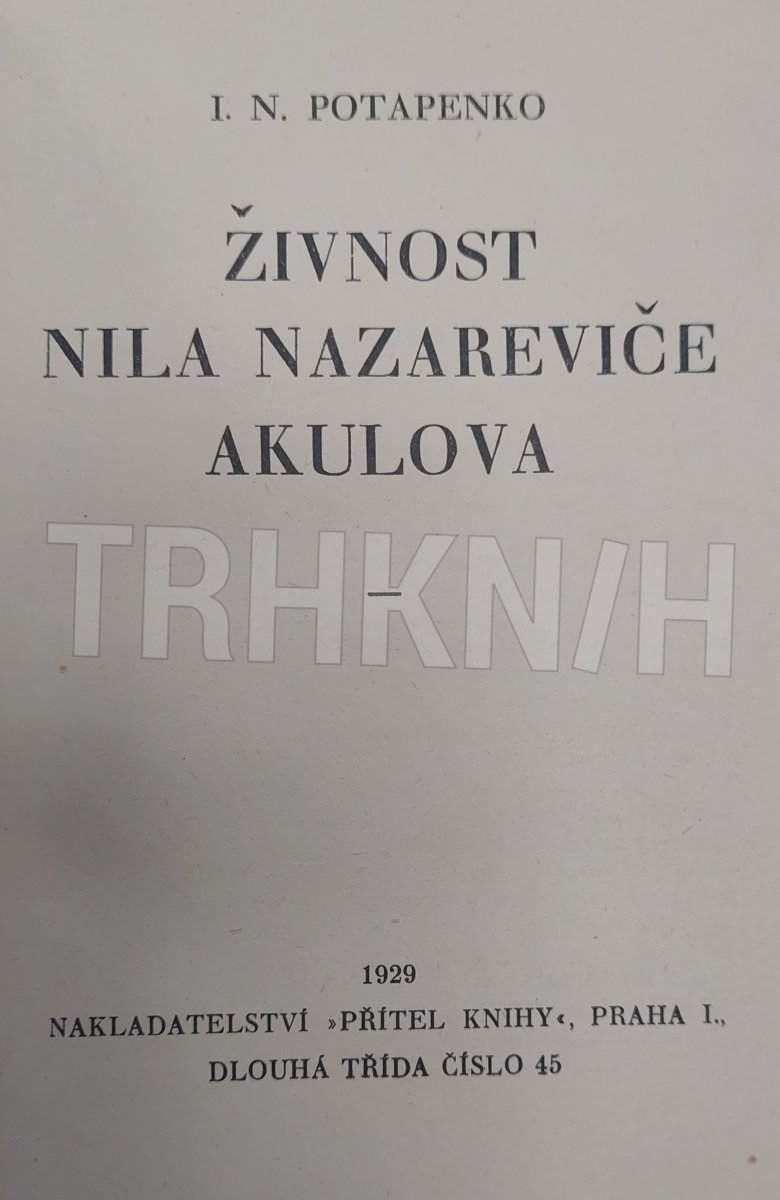 I. N. POTAPENKO
ŽIVNOST
NILA NAZAREVIČE
AKULOVA
TRHKNIH
—
1929
NAKLADATELSTVÍ »PŘÍTEL KNIHY«, PRAHA I.,
DLOUHÁ TŘÍDA ČÍSLO 45